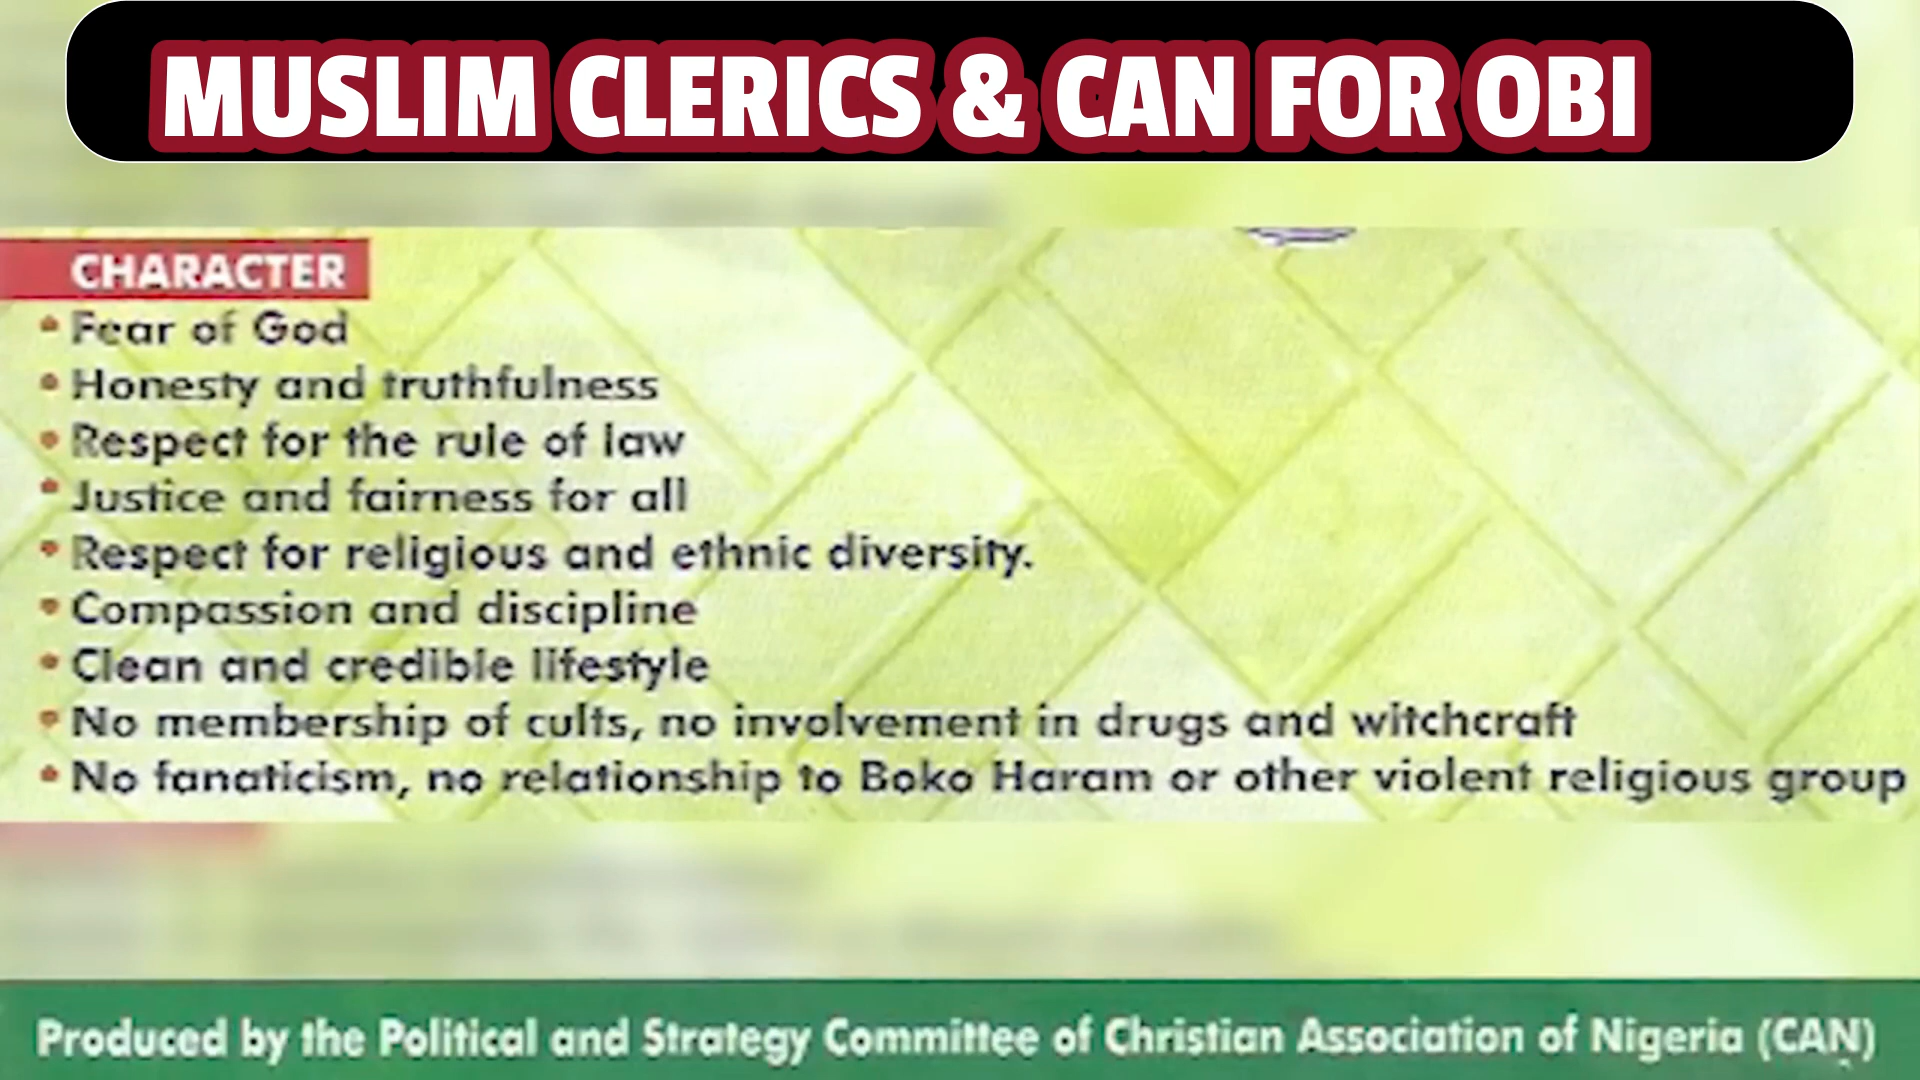 MUSLIM CLERICS & CAN FOR OBI
CHARACTER
• Fear of God
• Honesty and truthfulness
• Respect for the rule of law
• Justice and fairness for all
• Respect for religious and ethnic diversity.
• Compassion and discipline
• Clean and credible lifestyle
• No membership of cults, no involvement in drugs and witchcraft
• No fanaticism, no relationship to Boko Haram or other violent religious group
Produced by the Political and Strategy Committee of Christian Association of Nigeria (CAN)